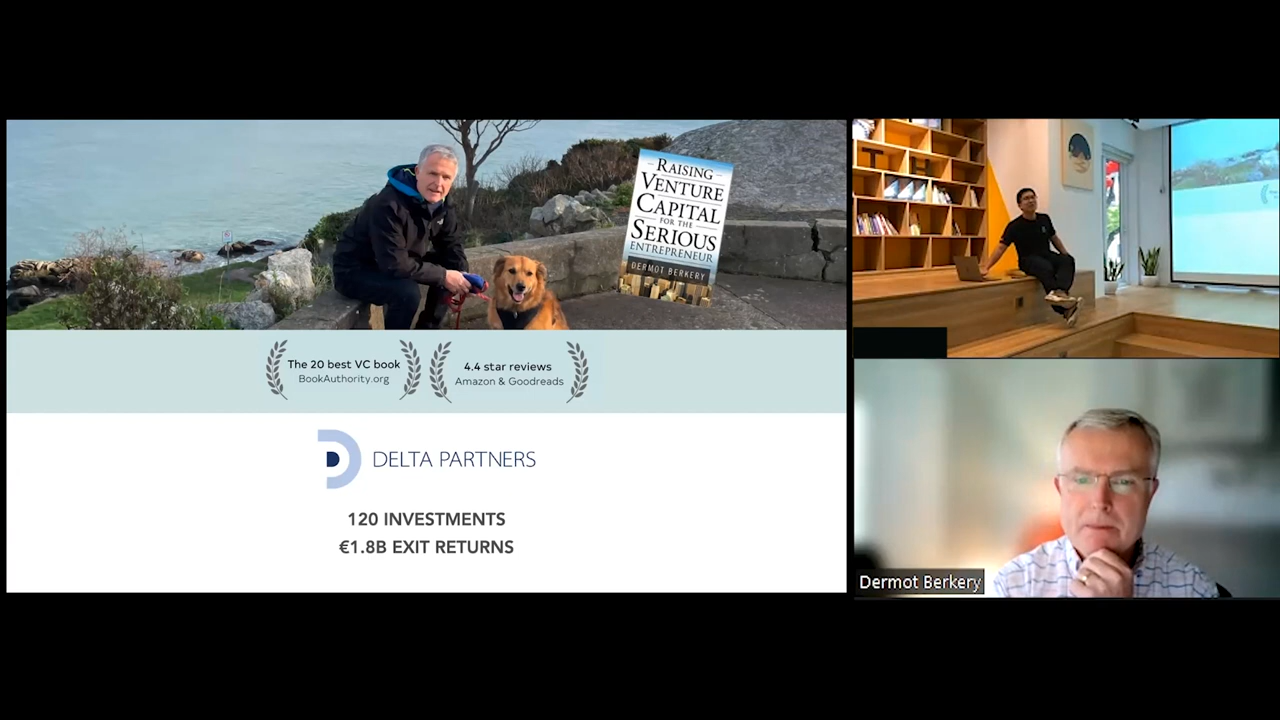 RAISING
VENTURE
CAPITAL
FOR THE
SERIOUS
ENTREPRENEUR
DERMOT BERKERY
The 20 best VC book
BookAuthority.org
4.4 star reviews
Amazon & Goodreads
DELTA PARTNERS
120 INVESTMENTS
€1.8B EXIT RETURNS
T H
Dermot Berkery